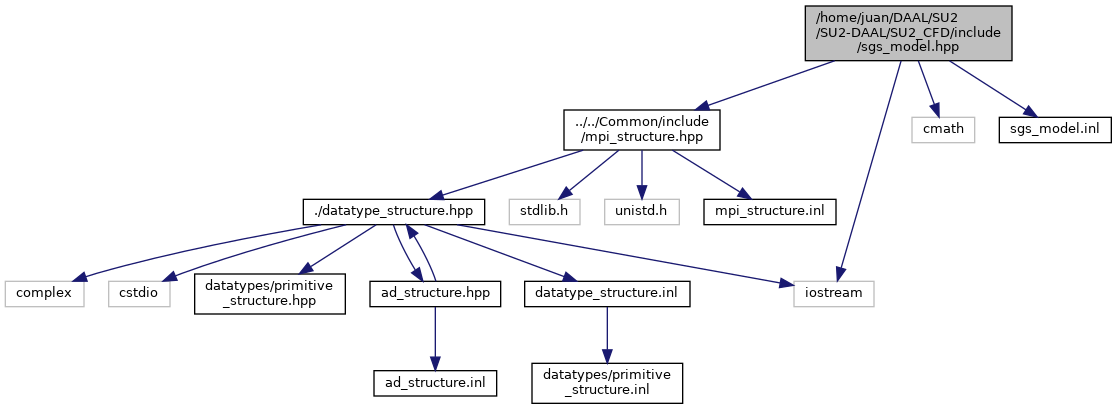 /home/juan/DAAL/SU2
/SU2-DAAL/SU2_CFD/include
/sgs_model.hpp
../../Common/include
/mpi_structure.hpp
cmath
sgs_model.inl
./datatype_structure.hpp
stdlib.h
unistd.h
mpi_structure.inl
complex
cstdio
datatypes/primitive
_structure.hpp
ad_structure.hpp
datatype_structure.inl
iostream
ad_structure.inl
datatypes/primitive
_structure.inl